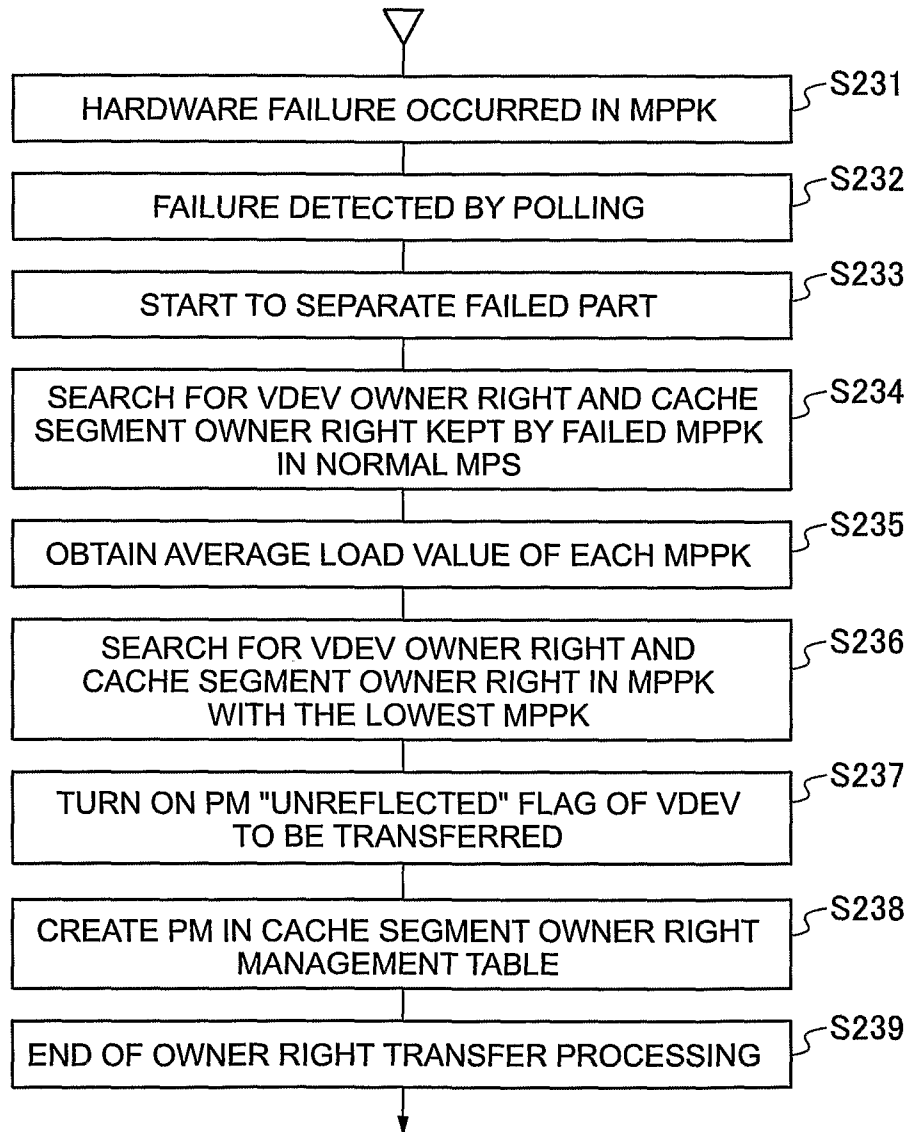 HARDWARE FAILURE OCCURRED IN MPPK
S231
FAILURE DETECTED BY POLLING
S232
START TO SEPARATE FAILED PART
S233
SEARCH FOR VDEV OWNER RIGHT AND CACHE
SEGMENT OWNER RIGHT KEPT BY FAILED MPPK
IN NORMAL MPS
S234
OBTAIN AVERAGE LOAD VALUE OF EACH MPPK
S235
SEARCH FOR VDEV OWNER RIGHT AND
CACHE SEGMENT OWNER RIGHT IN MPPK
WITH THE LOWEST MPPK
S236
TURN ON PM "UNREFLECTED" FLAG OF VDEV
TO BE TRANSFERRED
S237
CREATE PM IN CACHE SEGMENT OWNER RIGHT
MANAGEMENT TABLE
S238
END OF OWNER RIGHT TRANSFER PROCESSING
S239